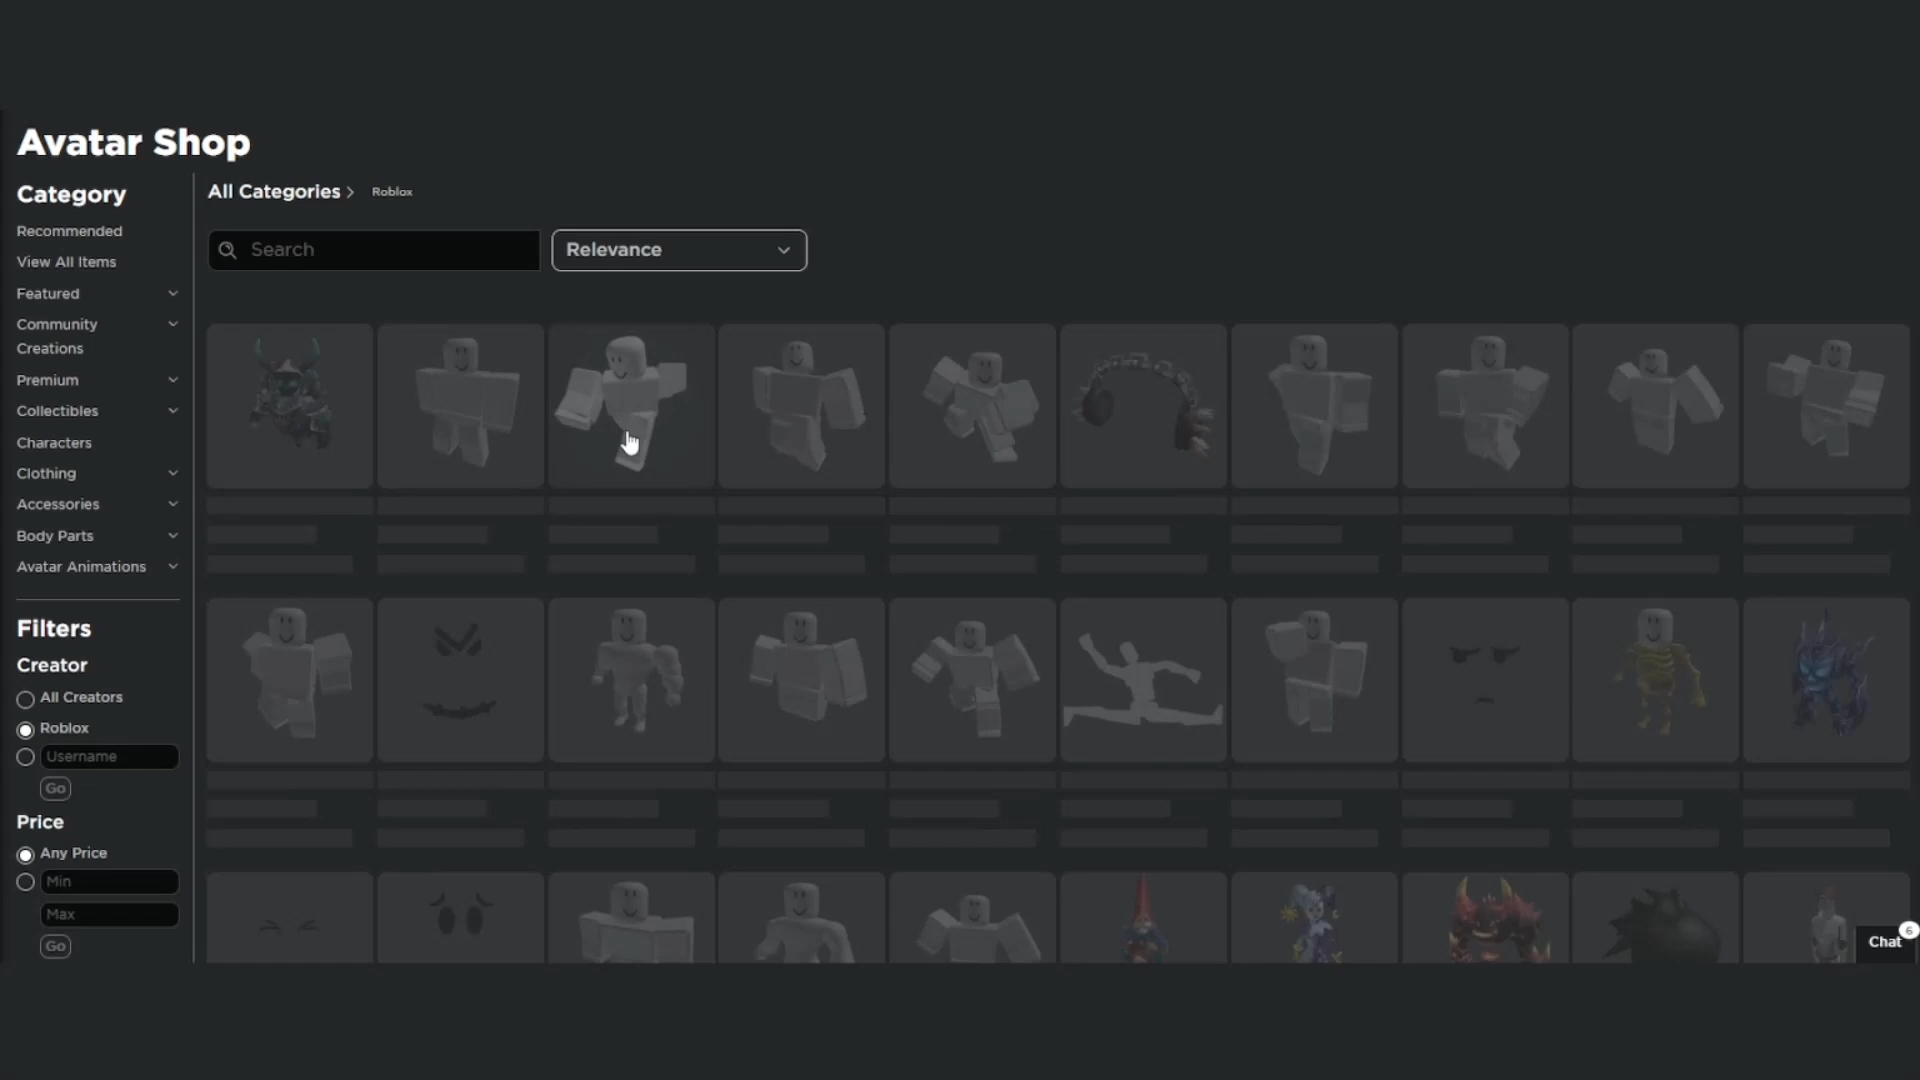 Avatar Shop
Category
Recommended
View All Items
Featured
Community
Creations
Premium
Collectibles
Characters
Clothing
Accessories
Body Parts
Avatar Animations
Filters
Creator
All Creators
Roblox
Username
Go
Price
Any Price
Min
Max
Go
All Categories > Roblox
Search
Relevance
Chat
6